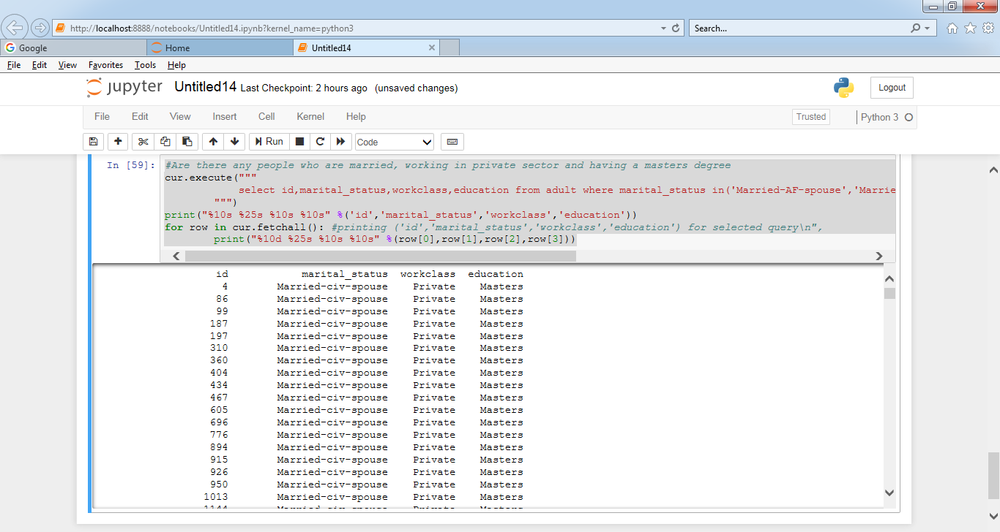 http://localhost:8888/notebooks/Untitled14.ipynb?kernel_name=python3
Search...
Google
Home
Untitled14
File Edit View Favorites Tools Help
jupyter Untitled14 Last Checkpoint: 2 hours ago (unsaved changes)
Logout
File Edit View Insert Cell Kernel Help
Trusted
Python 3
Run
Code
In [59]:
#Are there any people who are married, working in private sector and having a masters degree
cur.execute("""
select id,marital_status,workclass,education from adult where marital_status in('Married-AF-spouse','Marrie
""")
print("%10s %25s %10s %10s" %('id','marital_status','workclass','education'))
for row in cur.fetchall(): #printing ('id','marital_status','workclass','education') for selected query\n",
print("%10d %25s %10s %10s" %(row[0],row[1],row[2],row[3]))
id marital_status workclass education
4 Married-civ-spouse Private Masters
86 Married-civ-spouse Private Masters
99 Married-civ-spouse Private Masters
187 Married-civ-spouse Private Masters
197 Married-civ-spouse Private Masters
310 Married-civ-spouse Private Masters
360 Married-civ-spouse Private Masters
404 Married-civ-spouse Private Masters
434 Married-civ-spouse Private Masters
467 Married-civ-spouse Private Masters
605 Married-civ-spouse Private Masters
696 Married-civ-spouse Private Masters
776 Married-civ-spouse Private Masters
894 Married-civ-spouse Private Masters
915 Married-civ-spouse Private Masters
926 Married-civ-spouse Private Masters
950 Married-civ-spouse Private Masters
1013 Married-civ-spouse Private Masters